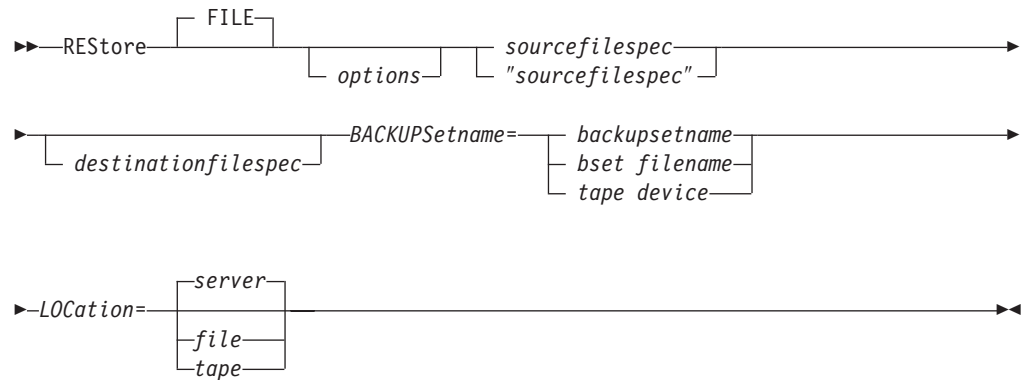 FILE
REStore
options
sourcefilespec
"sourcefilespec"
destinationfilespec
BACKUPSetname=
backupsetname
bset filename
tape device
LOCation=
server
file
tape